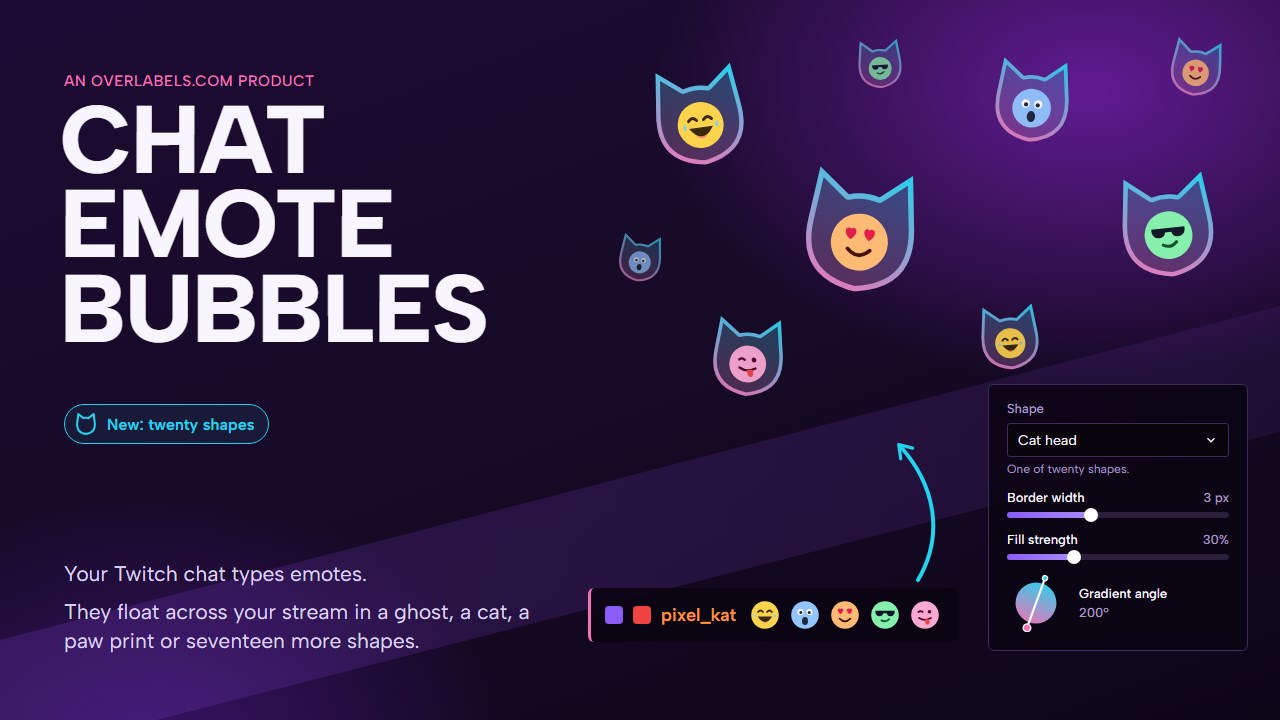 AN OVERLABELS.COM PRODUCT
CHAT
EMOTE
BUBBLES
New: twenty shapes
Your Twitch chat types emotes.
They float across your stream in a ghost, a cat, a
paw print or seventeen more shapes.
pixel_kat
Shape
Cat head
One of twenty shapes.
Border width 3 px
Fill strength 30%
Gradient angle
200°